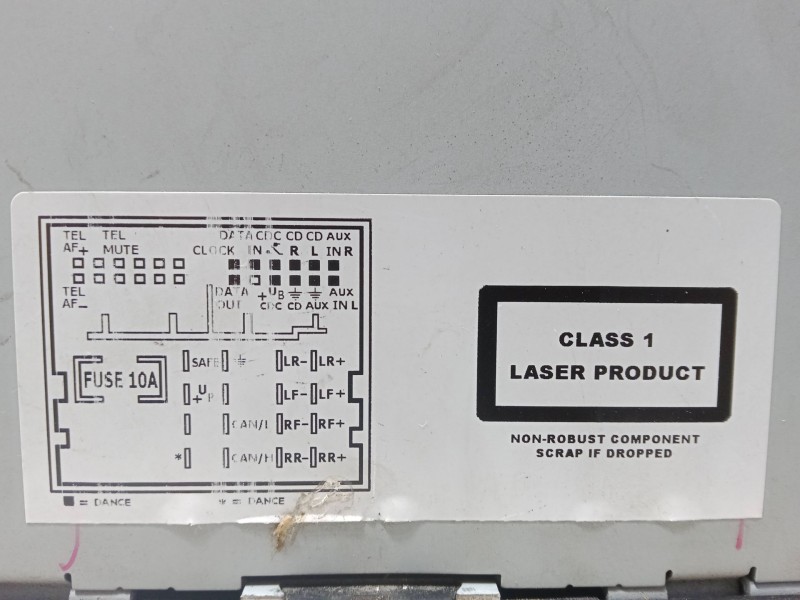 TEL TEL DATA CDC CD CD AUX
AF+ MUTE CLOCK IN R L IN R
TEL DATA +UB AUX
AF- OUT CDC CD AUX IN L
FUSE 10A
SAFE LR- LR+
+UB LF- LF+
CAN/L RF- RF+
* CAN/H RR- RR+
■ = DANCE * = DANCE
CLASS 1
LASER PRODUCT
NON-ROBUST COMPONENT
SCRAP IF DROPPED